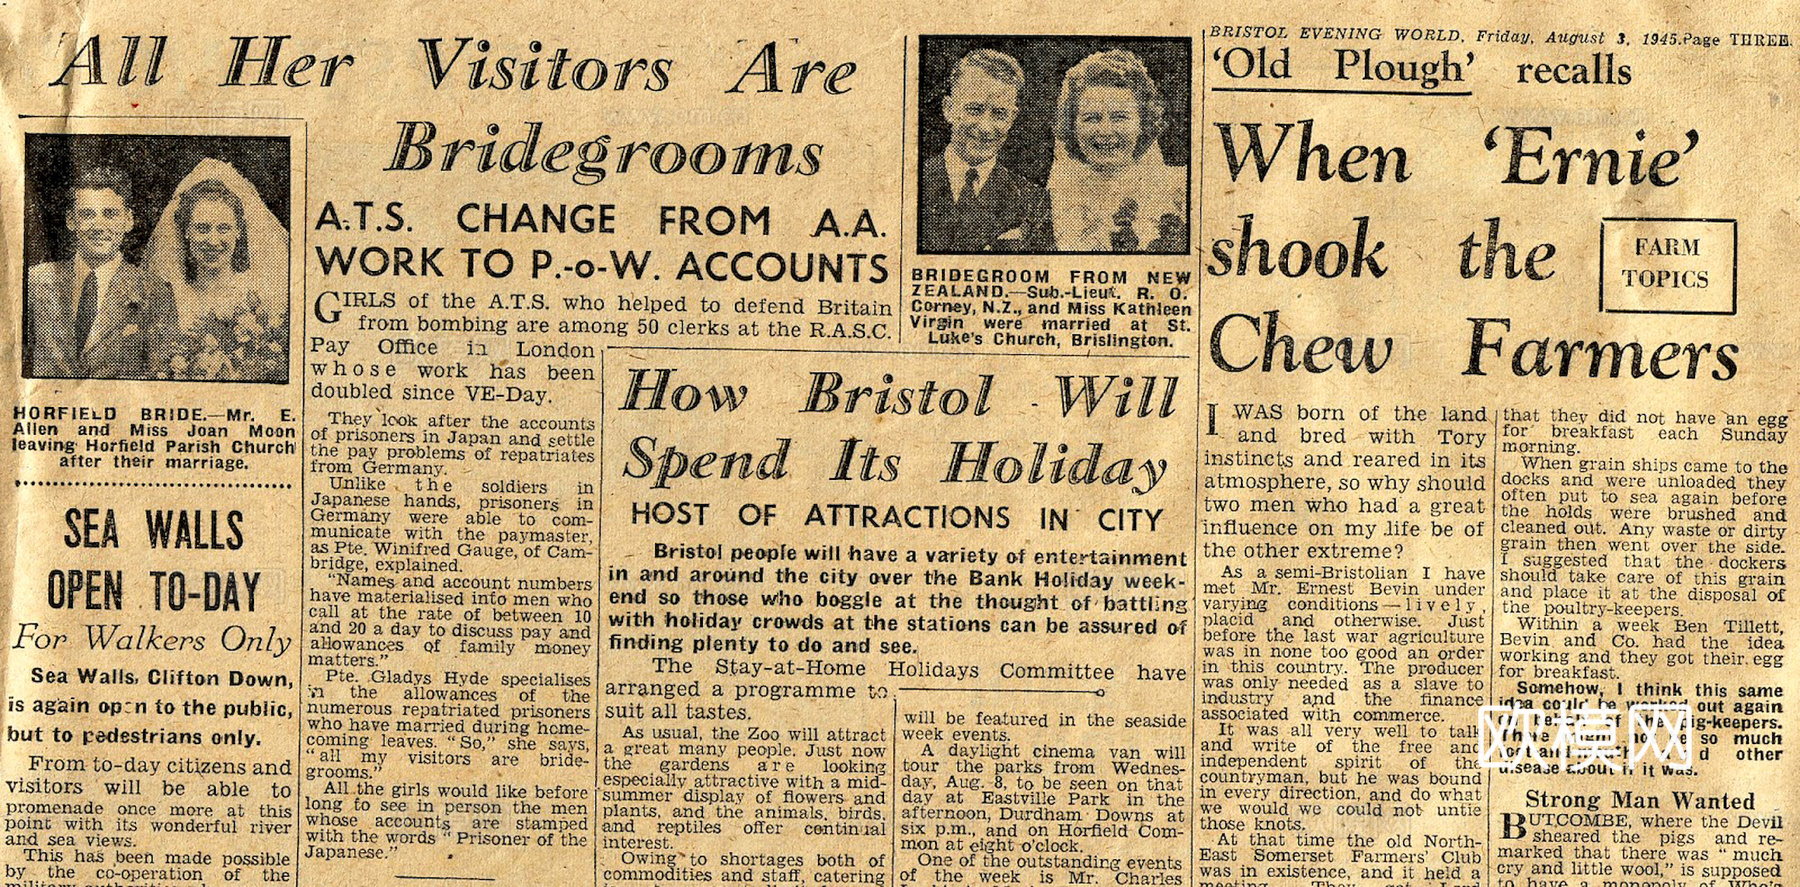 All Her Visitors Are
Bridegrooms
A.T.S. CHANGE FROM A.A.
WORK TO P.-o-W. ACCOUNTS
GIRLS of the A.T.S. who helped to defend Britain
from bombing are among 50 clerks at the R.A.S.C.
Pay Office in London
whose work has been
doubled since VE-Day.
They look after the accounts
of prisoners in Japan and settle
the pay problems of repatriates
from Germany.
Unlike the soldiers in
Japanese hands, prisoners in
Germany were able to com-
municate with the paymaster,
as Pte. Winifred Gauge, of Cam-
bridge, explained.
"Names and account numbers
have materialised into men who
call at the rate of between 10
and 20 a day to discuss pay and
allowances of family money
matters."
Pte. Gladys Hyde specialises
in the allowances of the
numerous repatriated prisoners
who have married during home-
coming leaves. "So," she says,
"all my visitors are bride-
grooms."
All the girls would like before
long to see in person the men
whose accounts are stamped
with the words "Prisoner of the
Japanese."
HORFIELD BRIDE.—Mr. E.
Allen and Miss Joan Moon
leaving Horfield Parish Church
after their marriage.
SEA WALLS
OPEN TO-DAY
For Walkers Only
Sea Walls, Clifton Down,
is again open to the public,
but to pedestrians only.
From to-day citizens and
visitors will be able to
promenade once more at this
point with its wonderful river
and sea views.
This has been made possible
by the co-operation of the
BRIDEGROOM FROM NEW
ZEALAND.—Sub.-Lieut. R. O.
Corney, N.Z., and Miss Kathleen
Virgin were married at St.
Luke's Church, Brislington.
How Bristol Will
Spend Its Holiday
HOST OF ATTRACTIONS IN CITY
Bristol people will have a variety of entertainment
in and around the city over the Bank Holiday week-
end so those who boggle at the thought of battling
with holiday crowds at the stations can be assured of
finding plenty to do and see.
The Stay-at-Home Holidays Committee have
arranged a programme to
suit all tastes.
As usual, the Zoo will attract
a great many people. Just now
the gardens are looking
especially attractive with a mid-
summer display of flowers and
plants, and the animals, birds,
and reptiles offer continual
interest.
Owing to shortages both of
commodities and staff, catering
will be featured in the seaside
week events.
A daylight cinema van will
tour the parks from Wednes-
day, Aug. 8, to be seen on that
day at Eastville Park in the
afternoon, Durdham Downs at
six p.m., and on Horfield Com-
mon at eight o'clock.
One of the outstanding events
of the week is Mr. Charles
BRISTOL EVENING WORLD, Friday, August 3, 1945.Page THREE.
'Old Plough' recalls
When 'Ernie'
shook the
Chew Farmers
FARM
TOPICS
I WAS born of the land
and bred with Tory
instincts and reared in its
atmosphere, so why should
two men who had a great
influence on my life be of
the other extreme?
As a semi-Bristolian I have
met Mr. Ernest Bevin under
varying conditions—lively,
placid and otherwise. Just
before the last war agriculture
was in none too good an order
in this country. The producer
was only needed as a slave to
industry and the finance
associated with commerce.
It was all very well to talk
and write of the free and
independent spirit of the
countryman, but he was bound
in every direction, and do what
we would we could not untie
those knots.
At that time the old North-
East Somerset Farmers' Club
was in existence, and it held a
that they did not have an egg
for breakfast each Sunday
morning.
When grain ships came to the
docks and were unloaded they
often put to sea again before
the holds were brushed and
cleaned out. Any waste or dirty
grain then went over the side.
I suggested that the dockers
should take care of this grain
and place it at the disposal of
the poultry-keepers.
Within a week Ben Tillett,
Bevin and Co. had the idea
working and they got their egg
for breakfast.
Somehow, I think this same
idea could be worked out again
pig-keepers.
so much
other
disease about it was.
欧模网
Strong Man Wanted
BUTCOMBE, where the Devil
sheared the pigs and re-
marked that there was "much
cry and little wool," is supposed
to have a monopoly of